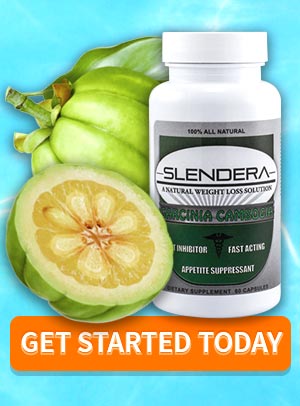 100% ALL NATURAL
SLENDERA
A NATURAL WEIGHT LOSS SOLUTION
GARCINIA CAMBOGIA
INHIBITOR FAST ACTING
APPETITE SUPPRESSANT
DIETARY SUPPLEMENT 60 CAPSULES
GET STARTED TODAY